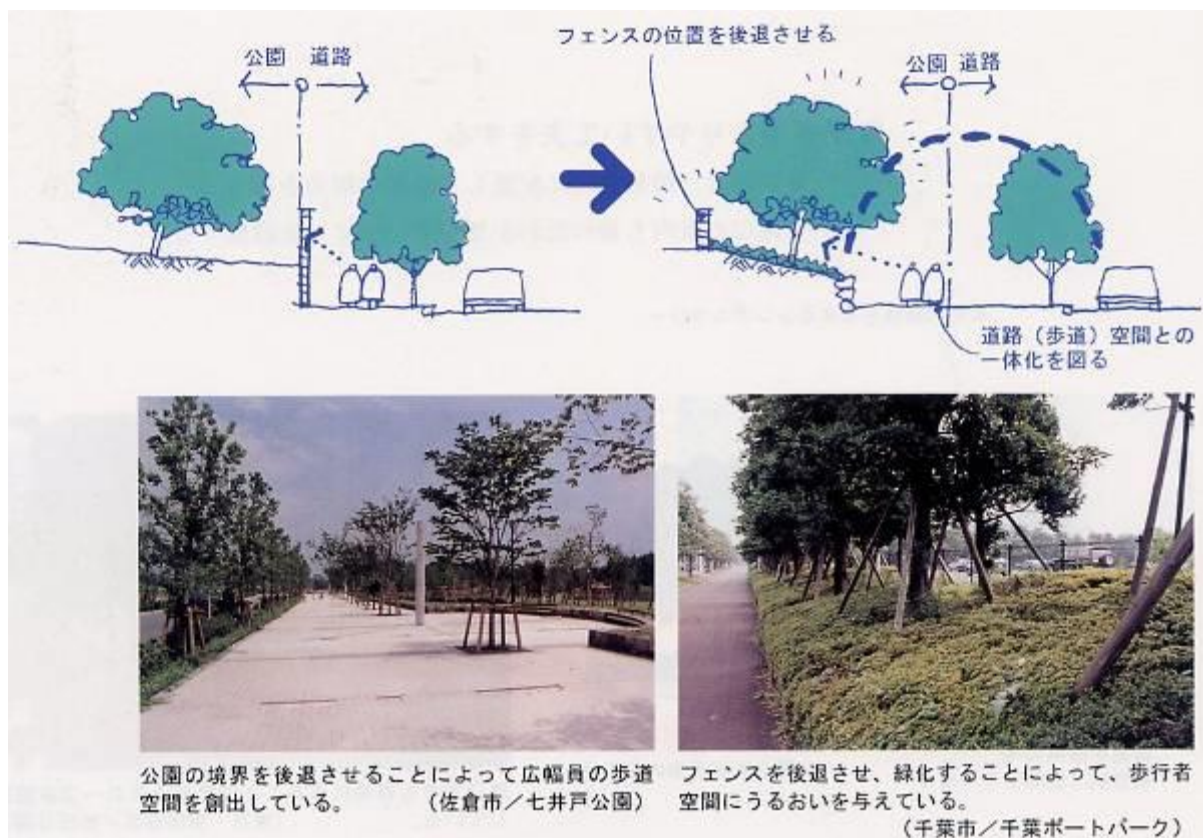 フェンスの位置を後退させる
公園 道路
公園 道路
道路(歩道)空間との
一体化を図る
公園の境界を後退させることによって広幅員の歩道
空間を創出している。 (佐倉市/七井戸公園)
フェンスを後退させ、緑化することによって、歩行者
空間にうるおいを与えている。
(千葉市/千葉ポートパーク)